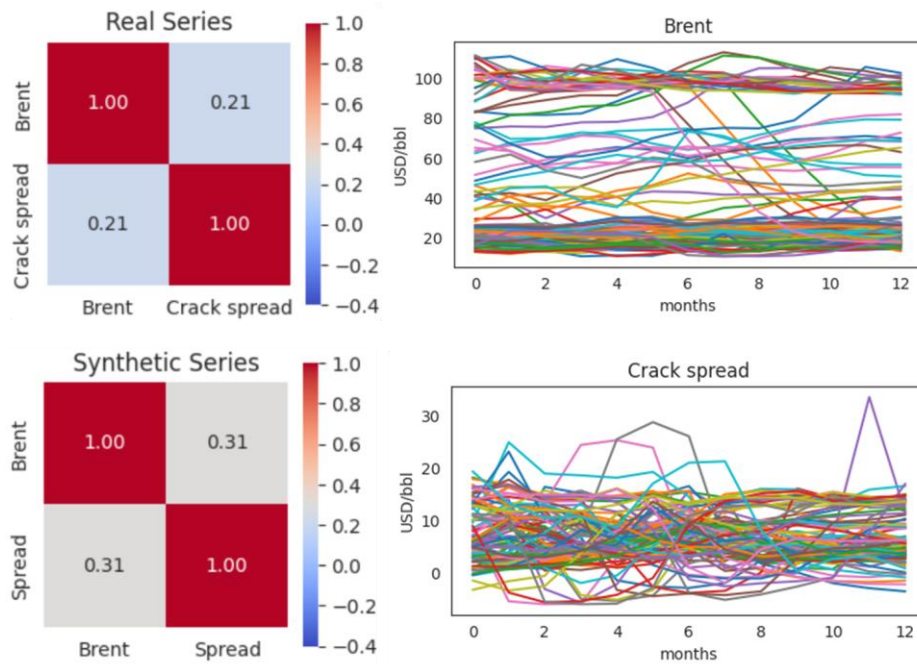 Real Series
Brent
Crack spread
1.00 0.21
0.21 1.00
Brent Crack spread
1.0
0.8
0.6
0.4
0.2
0.0
−0.2
−0.4
Brent
USD/bbl
100
80
60
40
20
0 2 4 6 8 10 12
months
Synthetic Series
Brent
Spread
1.00 0.31
0.31 1.00
Brent Spread
1.0
0.8
0.6
0.4
0.2
0.0
−0.2
−0.4
Crack spread
USD/bbl
30
20
10
0
0 2 4 6 8 10 12
months